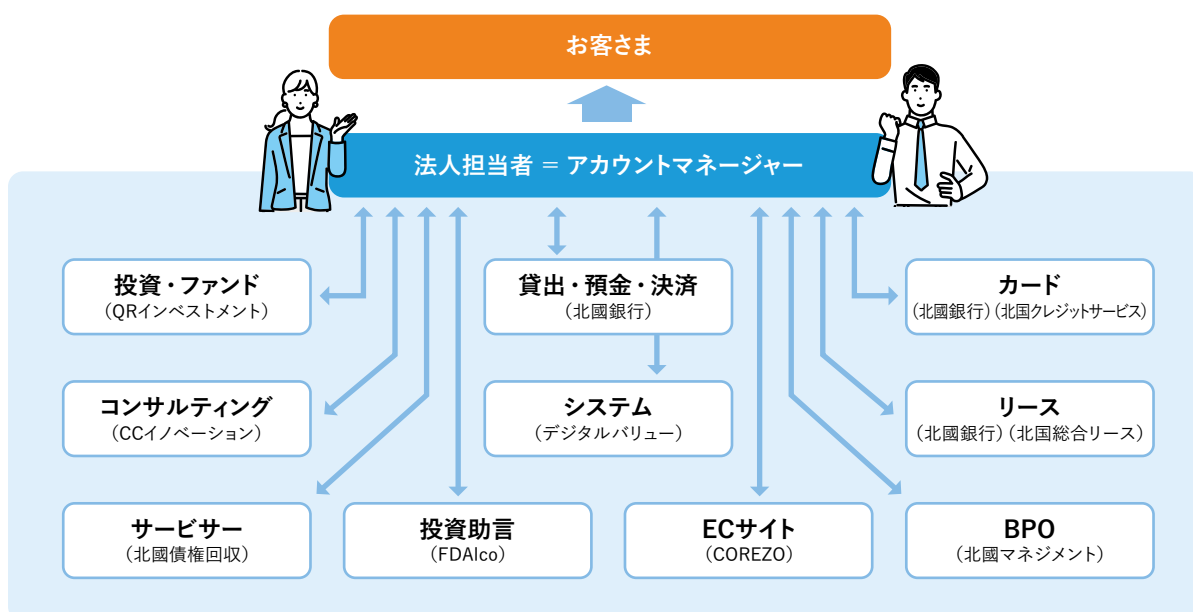 お客さま
法人担当者 = アカウントマネージャー
投資・ファンド
（QRインベストメント）
貸出・預金・決済
（北國銀行）
カード
（北國銀行）（北国クレジットサービス）
コンサルティング
（CCイノベーション）
システム
（デジタルバリュー）
リース
（北國銀行）（北国総合リース）
サービサー
（北國債権回収）
投資助言
（FDAlco）
ECサイト
（COREZO）
BPO
（北國マネジメント）